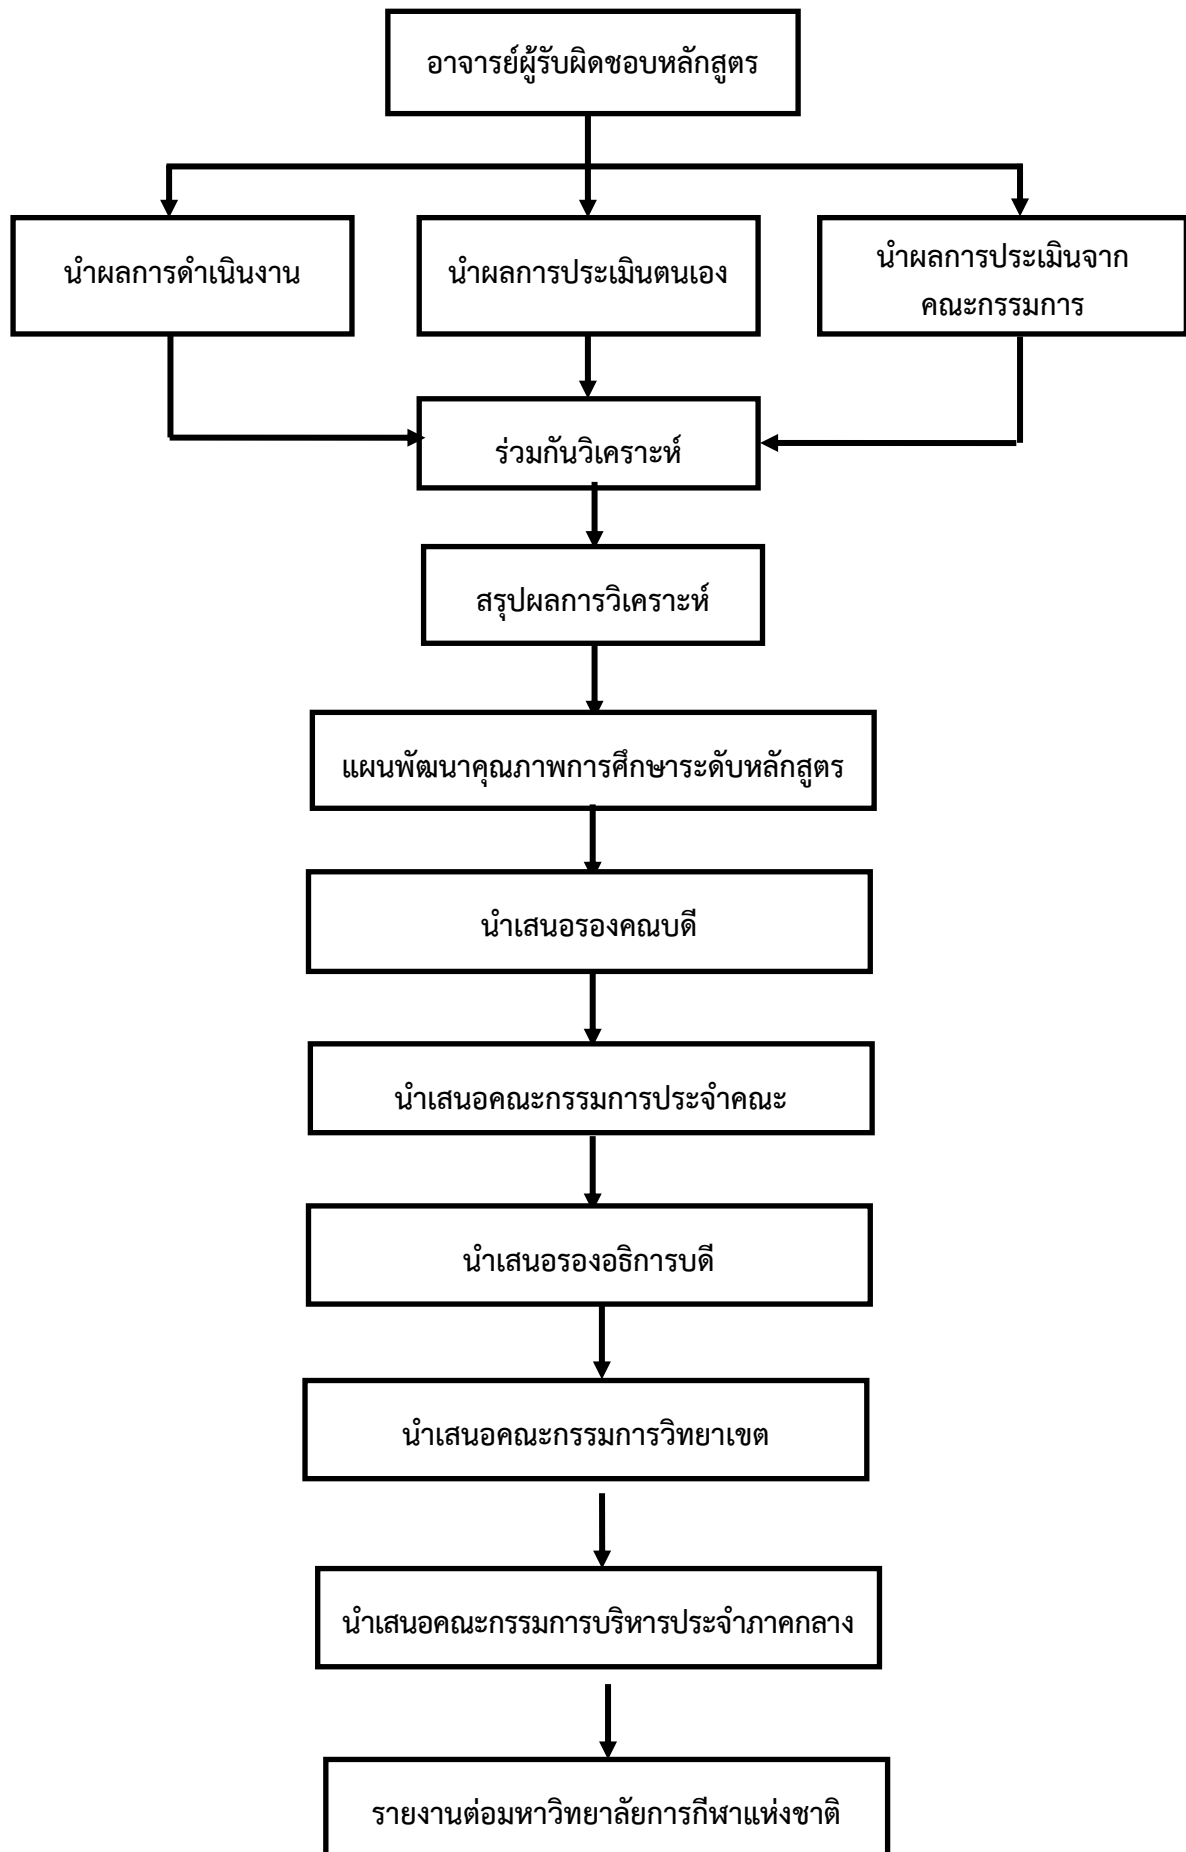 อาจารย์ผู้รับผิดชอบหลักสูตร
นำผลการดำเนินงาน
นำผลการประเมินตนเอง
นำผลการประเมินจาก
คณะกรรมการ
ร่วมกันวิเคราะห์
สรุปผลการวิเคราะห์
แผนพัฒนาคุณภาพการศึกษาระดับหลักสูตร
นำเสนอรองคณบดี
นำเสนอคณะกรรมการประจำคณะ
นำเสนอรองอธิการบดี
นำเสนอคณะกรรมการวิทยาเขต
นำเสนอคณะกรรมการบริหารประจำภาคกลาง
รายงานต่อมหาวิทยาลัยการกีฬาแห่งชาติ